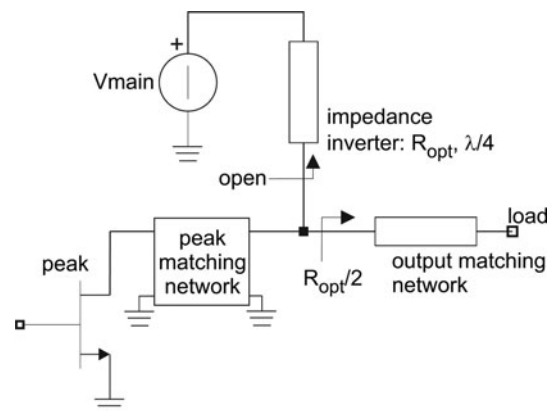 +
Vmain
impedance
inverter: Ropt, λ/4
open
load
peak
peak
matching
network
Ropt/2
output matching
network